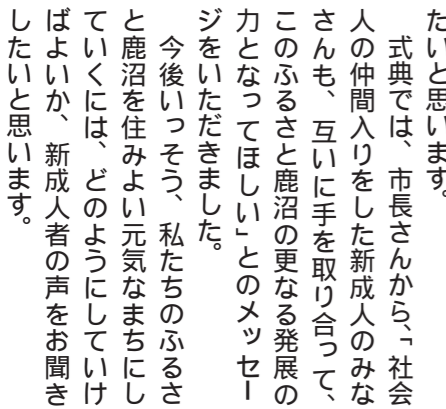 たいと思います。
　式典では、市長さんから、「社会
人の仲間入りをした新成人のみな
さんも、互いに手を取り合って、
このふるさと鹿沼の更なる発展の
力となってほしい」とのメッセー
ジをいただきました。
　今後いっそう、私たちのふるさ
と鹿沼を住みよい元気なまちにし
ていくには、どのようにしていけ
ばよいか、新成人者の声をお聞き
したいと思います。